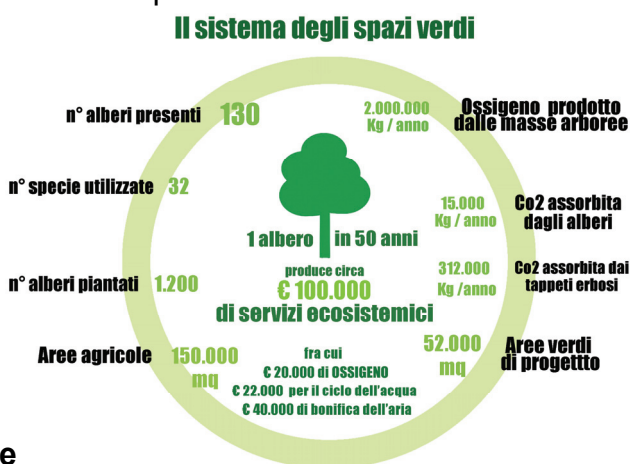 Il sistema degli spazi verdi
n° alberi presenti 130
2.000.000
Kg / anno
Ossigeno prodotto
dalle masse arboree
n° specie utilizzate 32
15.000
Kg / anno
Co2 assorbita
dagli alberi
1 albero in 50 anni
produce circa
€ 100.000
di servizi ecosistemici
n° alberi piantati 1.200
312.000
Kg /anno
Co2 assorbita dai
tappeti erbosi
Aree agricole 150.000
mq
fra cui
€ 20.000 di OSSIGENO
€ 22.000 per il ciclo dell'acqua
€ 40.000 di bonifica dell'aria
52.000
mq
Aree verdi
di progettto
e